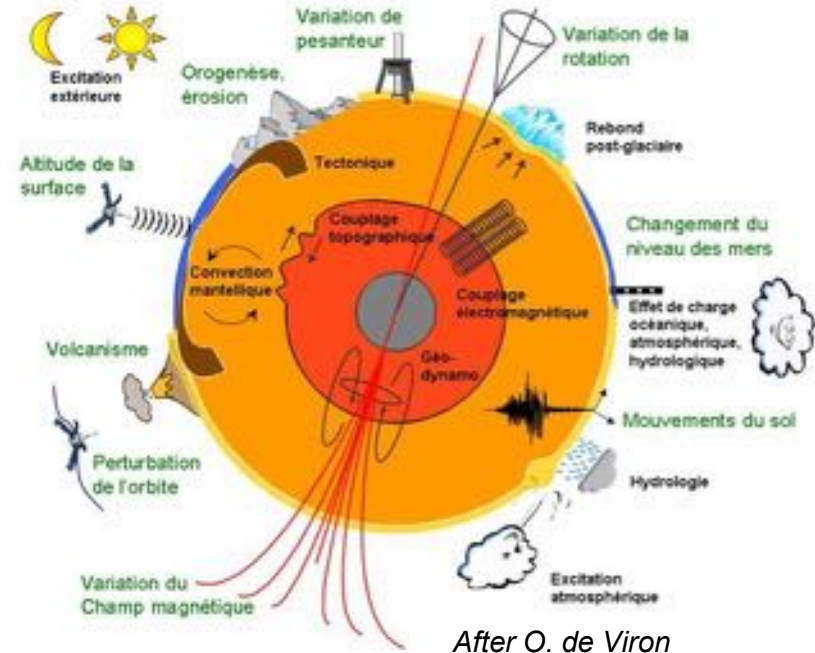 Variation de
pesanteur
Variation de la
rotation
Excitation
extérieure
Orogenèse,
érosion
Rebond
post-glaciaire
Tectonique
Altitude de la
surface
Couplage
topographique
Changement du
niveau des mers
Convection
mantellique
Couplage
électromagnétique
Effet de charge
océanique,
atmosphérique,
hydrologique
Volcanisme
Géo-
dynamo
Mouvements du sol
Perturbation
de l'orbite
Hydrologie
Variation du
Champ magnétique
Excitation
atmosphérique
After O. de Viron